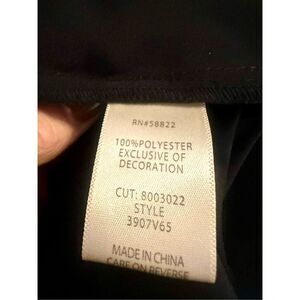 RN#58822
100%POLYESTER
EXCLUSIVE OF
DECORATION
CUT: 8003022
STYLE
3907V65
MADE IN CHINA
CARE ON REVERSE